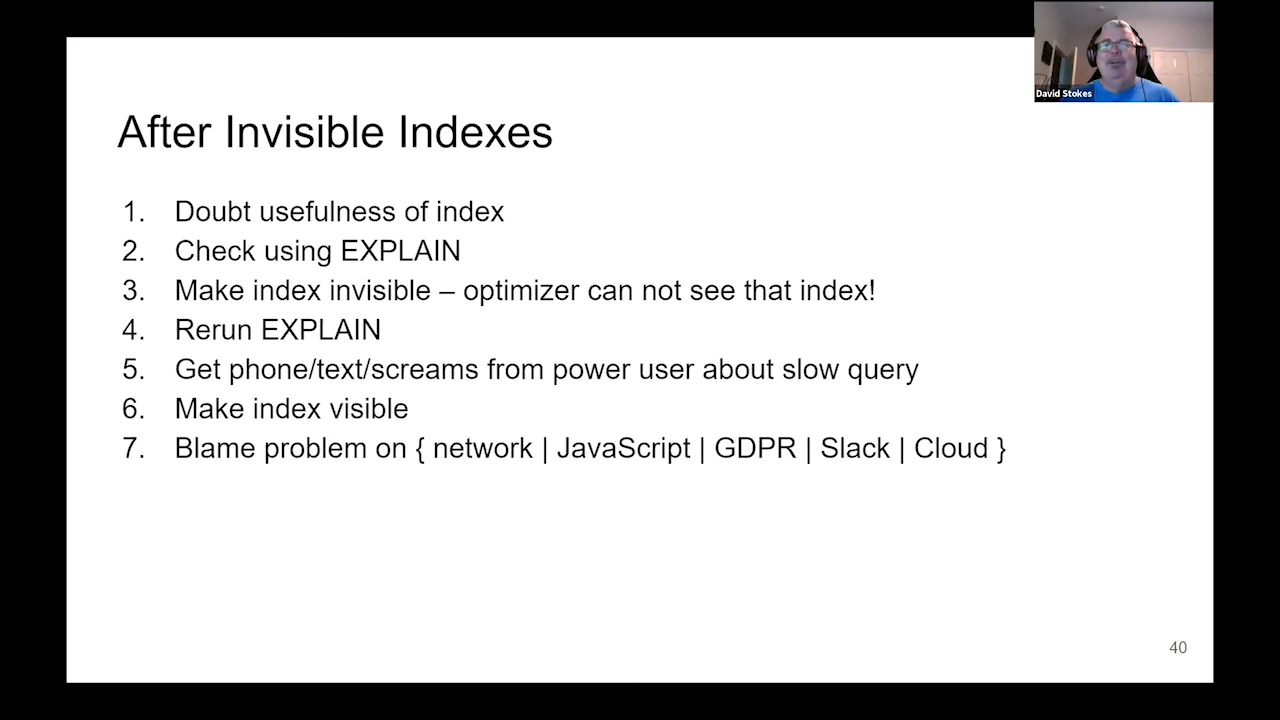 David Stokes
After Invisible Indexes
1. Doubt usefulness of index
2. Check using EXPLAIN
3. Make index invisible – optimizer can not see that index!
4. Rerun EXPLAIN
5. Get phone/text/screams from power user about slow query
6. Make index visible
7. Blame problem on { network | JavaScript | GDPR | Slack | Cloud }
40